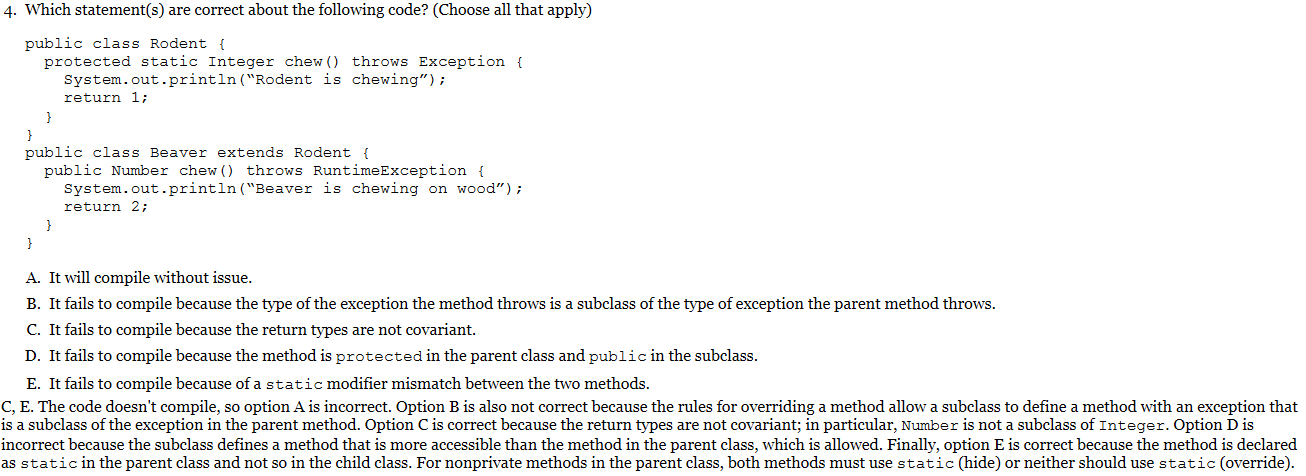 4. Which statement(s) are correct about the following code? (Choose all that apply)
public class Rodent {
protected static Integer chew() throws Exception {
System.out.println(“Rodent is chewing”);
return 1;
}
}
public class Beaver extends Rodent {
public Number chew() throws RuntimeException {
System.out.println(“Beaver is chewing on wood”);
return 2;
}
}
A. It will compile without issue.
B. It fails to compile because the type of the exception the method throws is a subclass of the type of exception the parent method throws.
C. It fails to compile because the return types are not covariant.
D. It fails to compile because the method is protected in the parent class and public in the subclass.
E. It fails to compile because of a static modifier mismatch between the two methods.
C, E. The code doesn't compile, so option A is incorrect. Option B is also not correct because the rules for overriding a method allow a subclass to define a method with an exception that
is a subclass of the exception in the parent method. Option C is correct because the return types are not covariant; in particular, Number is not a subclass of Integer. Option D is
incorrect because the subclass defines a method that is more accessible than the method in the parent class, which is allowed. Finally, option E is correct because the method is declared
as static in the parent class and not so in the child class. For nonprivate methods in the parent class, both methods must use static (hide) or neither should use static (override).